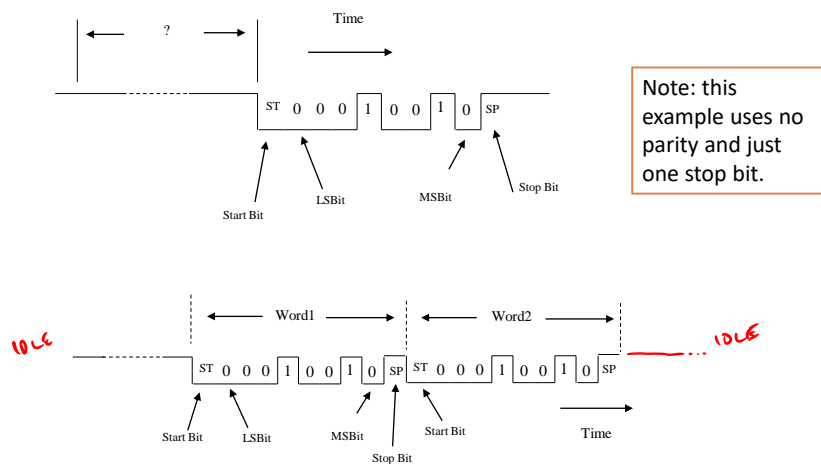 ?
Time
ST 0 0 0 1 0 0 1 0 SP
Note: this
example uses no
parity and just
one stop bit.
Start Bit
LSBit
MSBit
Stop Bit
Word1
Word2
IDLE
IDLE
ST 0 0 0 1 0 0 1 0 SP ST 0 0 0 1 0 0 1 0 SP
Start Bit
LSBit
MSBit
Stop Bit
Start Bit
Time